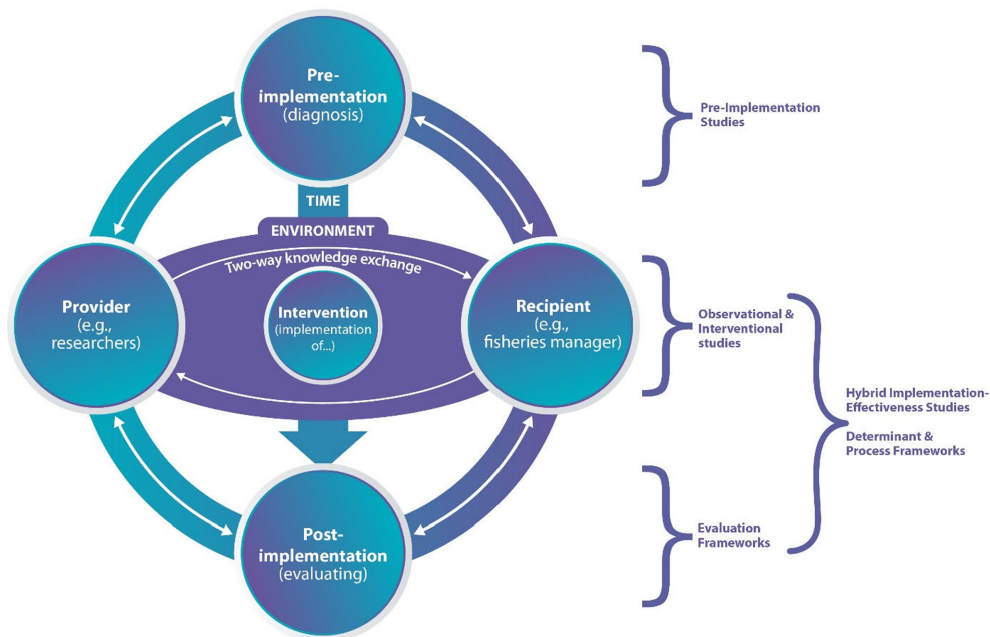 Pre-
implementation
(diagnosis)
Pre-Implementation
Studies
TIME
ENVIRONMENT
Two-way knowledge exchange
Provider
(e.g.,
researchers)
Intervention
(implementation
of...)
Recipient
(e.g.,
fisheries manager)
Observational &
Interventional
studies
Hybrid Implementation-
Effectiveness Studies
Determinant &
Process Frameworks
Post-
implementation
(evaluating)
Evaluation
Frameworks